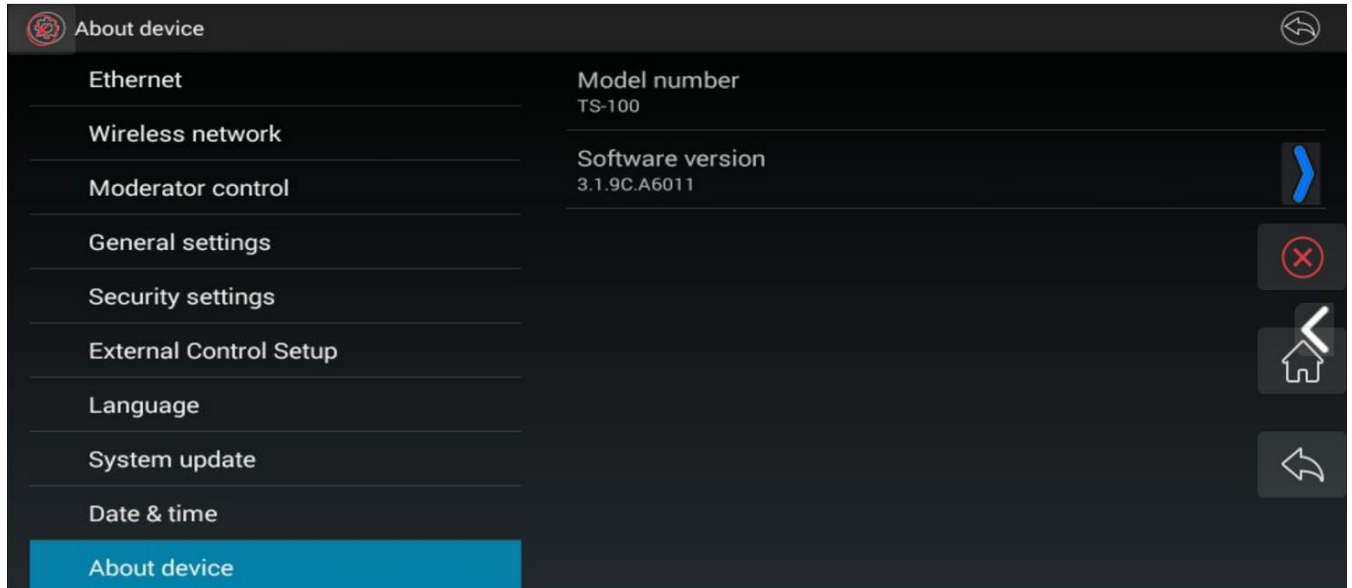 About device
Ethernet
Wireless network
Moderator control
General settings
Security settings
External Control Setup
Language
System update
Date & time
About device
Model number
TS-100
Software version
3.1.9C.A6011